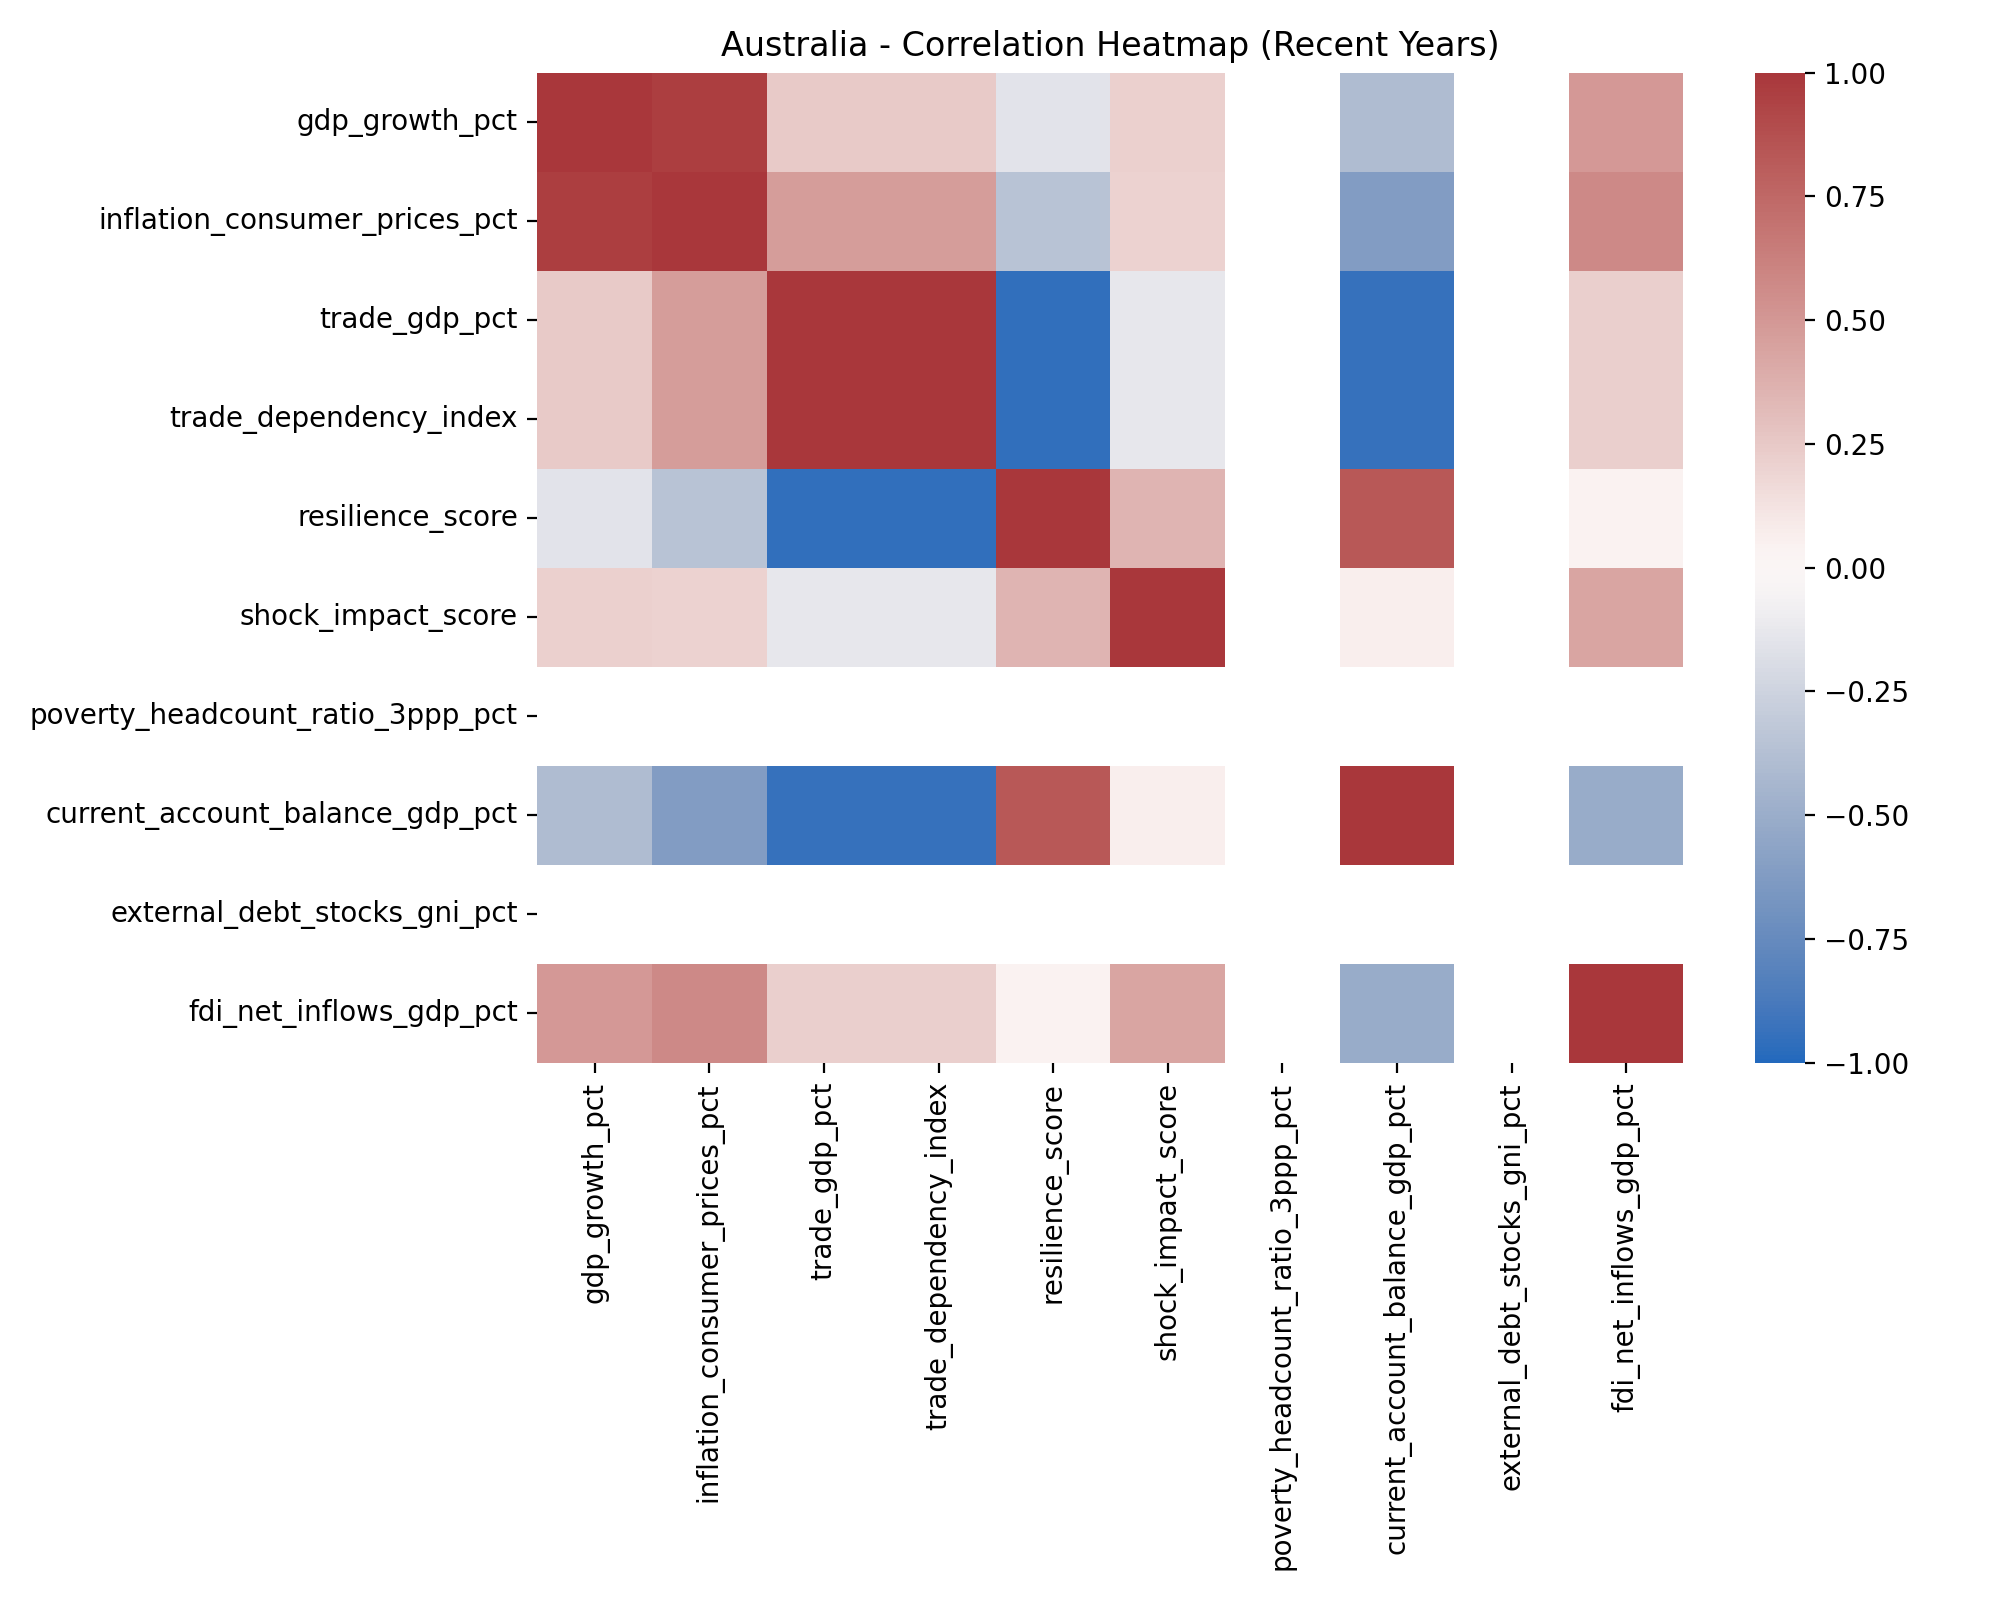 Australia - Correlation Heatmap (Recent Years)
gdp_growth_pct
inflation_consumer_prices_pct
trade_gdp_pct
trade_dependency_index
resilience_score
shock_impact_score
poverty_headcount_ratio_3ppp_pct
current_account_balance_gdp_pct
external_debt_stocks_gni_pct
fdi_net_inflows_gdp_pct
gdp_growth_pct
inflation_consumer_prices_pct
trade_gdp_pct
trade_dependency_index
resilience_score
shock_impact_score
poverty_headcount_ratio_3ppp_pct
current_account_balance_gdp_pct
external_debt_stocks_gni_pct
fdi_net_inflows_gdp_pct
1.00
0.75
0.50
0.25
0.00
−0.25
−0.50
−0.75
−1.00